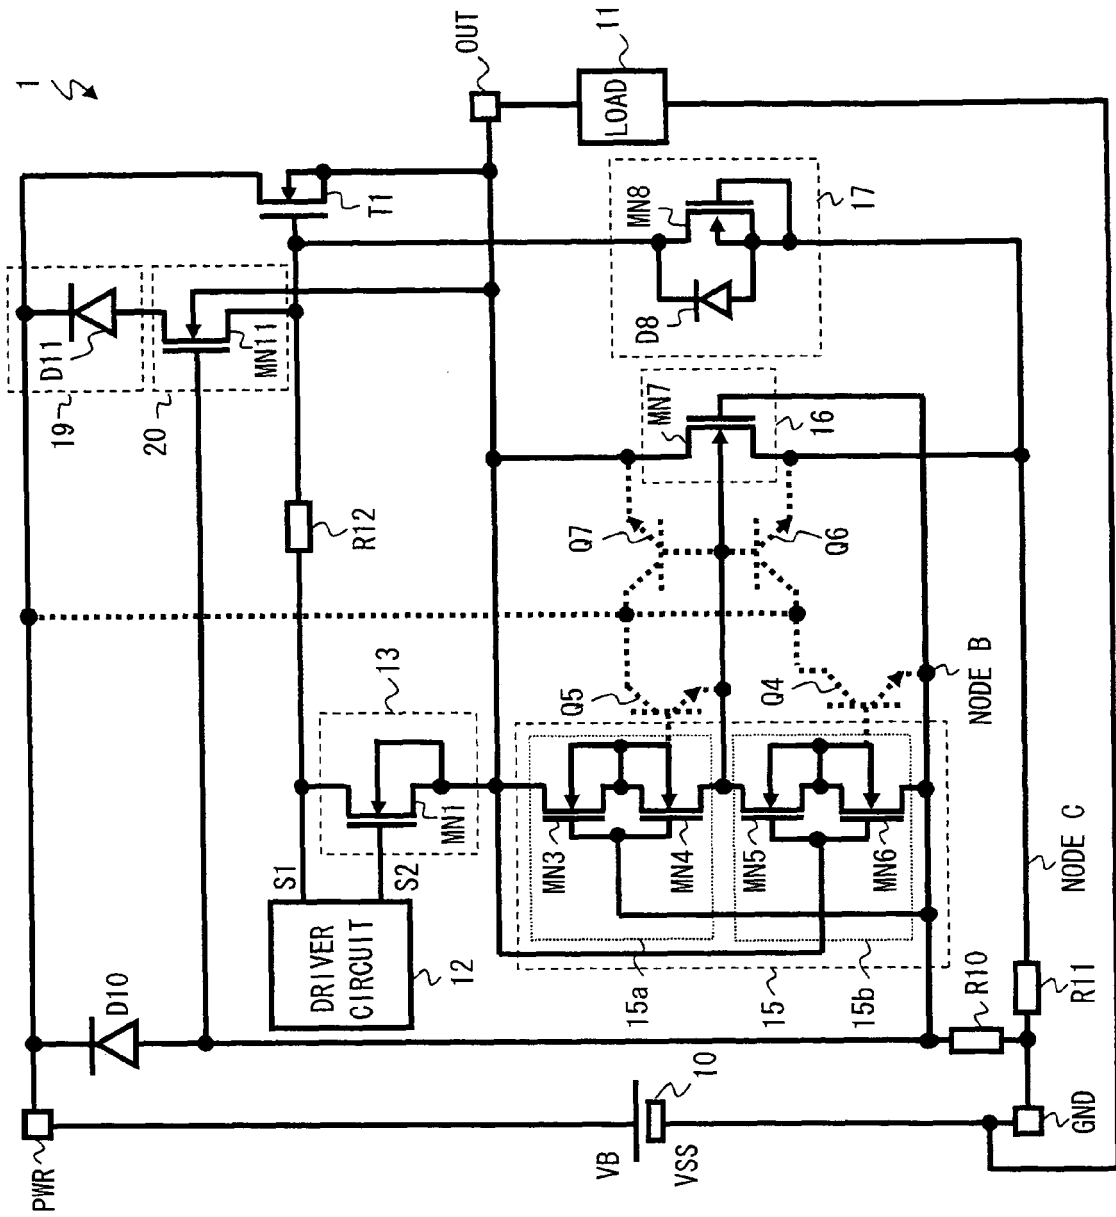 1
PWR
D10
VB
10
VSS
GND
DRIVER
CIRCUIT
12
S1
S2
13
MN1
R12
19
D11
20
MN11
T1
OUT
11
LOAD
MN8
D8
17
MN7
16
Q7
Q6
Q5
Q4
NODE B
MN3
MN4
MN5
MN6
15a
15
15b
R10
R11
NODE C